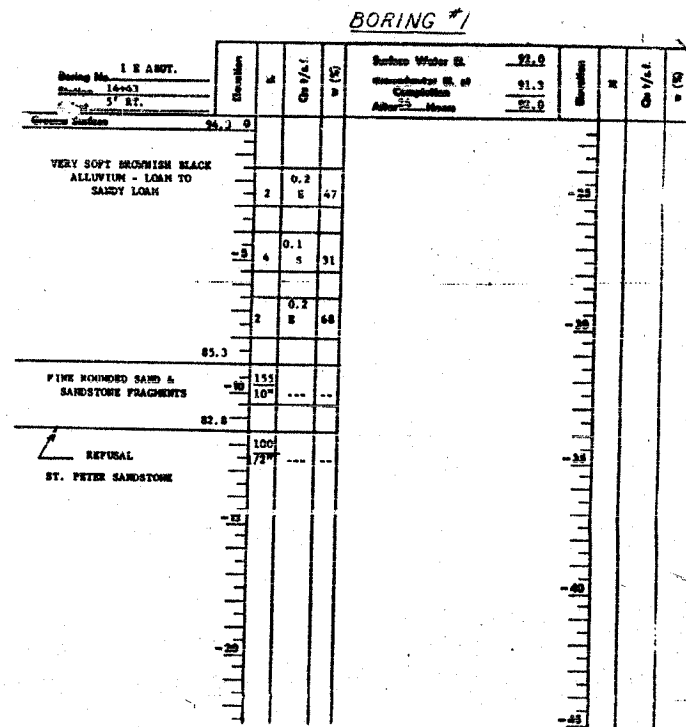 BORING #1
Boring No. 1 E ABUT.
Station 14+43
5' RT.
Ground Surface 94.3 0
Elevation
N
Qu t/s.f.
w (%)
Surface Water El. 92.0
Groundwater El. at Completion 91.3
After Hours 92.0
Elevation
N
Qu t/s.f.
w (%)
VERY SOFT BROWNISH BLACK
ALLUVIUM - LOAM TO
SANDY LOAM
0.2
2 E 47
0.1
-5 4 S 31
0.2
2 E 68
85.3
FINE ROUNDED SAND &
SANDSTONE FRAGMENTS
-10 155
10" --- --
82.8
REFUSAL
ST. PETER SANDSTONE
100
/2" --- --
-15
-20
-25
-30
-35
-40
-45